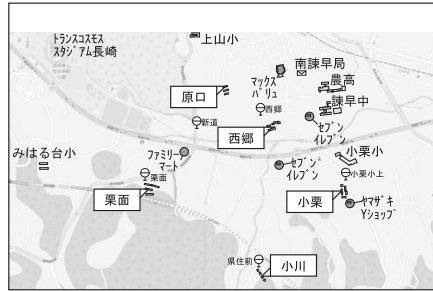 トランスコスモス
スタジアム長崎
上山小
南諫早局
マックス
バリュ
農高
原口
西郷
諫早中
新道
西郷
セブン
イレブン
みはる台小
ファミリー
マート
小栗小
セブン
イレブン
栗面
小栗小上
栗面
小栗
ヤマザキ
Yショップ
県住前
小川